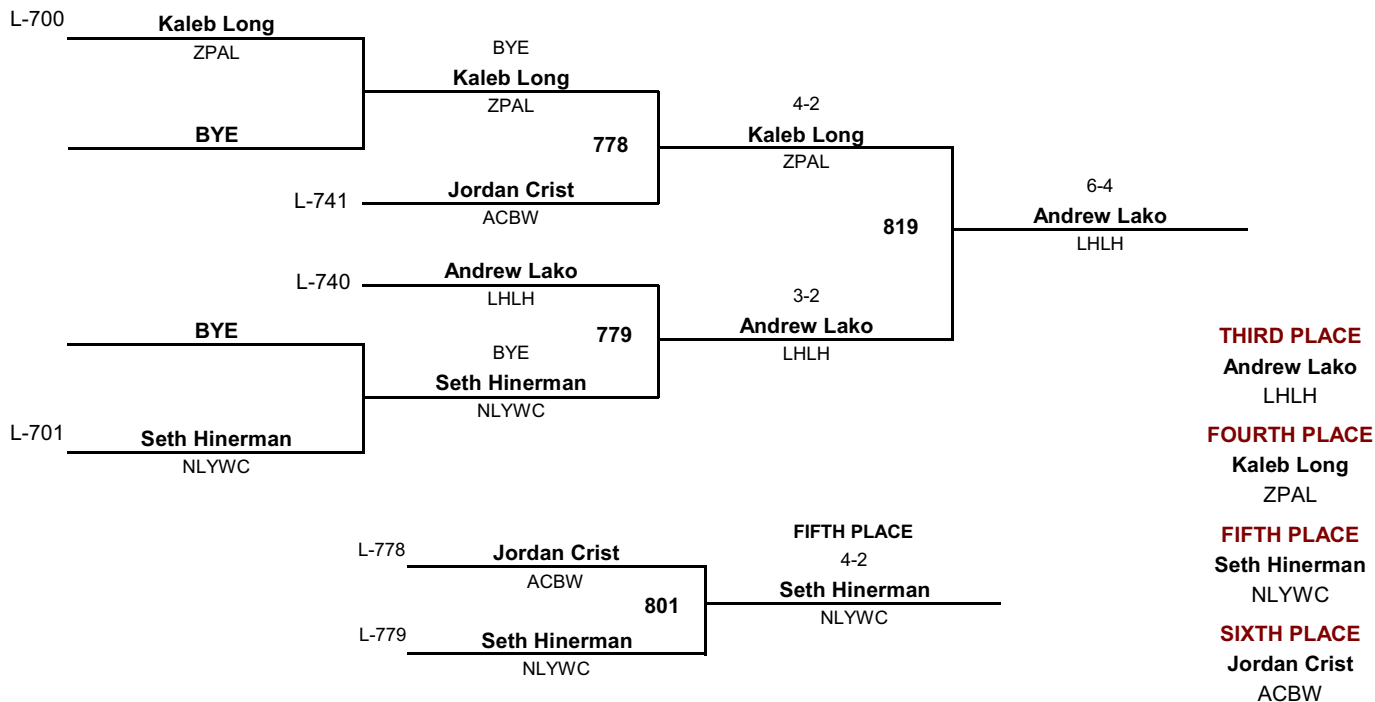 L-700
Kaleb Long
ZPAL
BYE
BYE
Kaleb Long
ZPAL
778
L-741
Jordan Crist
ACBW
4-2
Kaleb Long
ZPAL
819
6-4
Andrew Lako
LHLH
L-740
Andrew Lako
LHLH
779
3-2
Andrew Lako
LHLH
BYE
BYE
Seth Hinerman
NLYWC
L-701
Seth Hinerman
NLYWC
THIRD PLACE
Andrew Lako
LHLH
FOURTH PLACE
Kaleb Long
ZPAL
FIFTH PLACE
Seth Hinerman
NLYWC
SIXTH PLACE
Jordan Crist
ACBW
L-778
Jordan Crist
ACBW
801
L-779
Seth Hinerman
NLYWC
FIFTH PLACE
4-2
Seth Hinerman
NLYWC